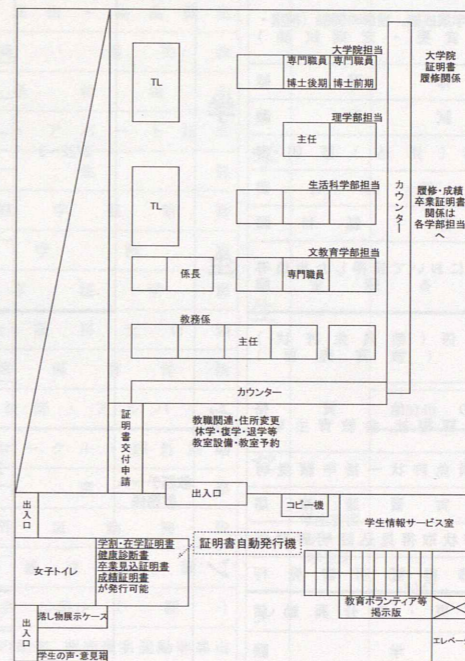 大学院担当
専門職員
専門職員
博士後期
博士前期
大学院
証明書
履修関係
TL
理学部担当
主任
生活科学部担当
カウンター
履修・成績
卒業証明書
関係は
各学部担当
へ
TL
文教育学部担当
係長
専門職員
教務係
主任
カウンター
証明書交付申請
教職関連・住所変更
休学・復学・退学等
教室設備・教室予約
出入口
出入口
コピー機
学生情報サービス室
学割・在学証明書
健康診断書
卒業見込証明書
成績証明書
が発行可能
証明書自動発行機
女子トイレ
教育ボランティア等
掲示版
出入口
落し物展示ケース
学生の声・意見箱
エレベー